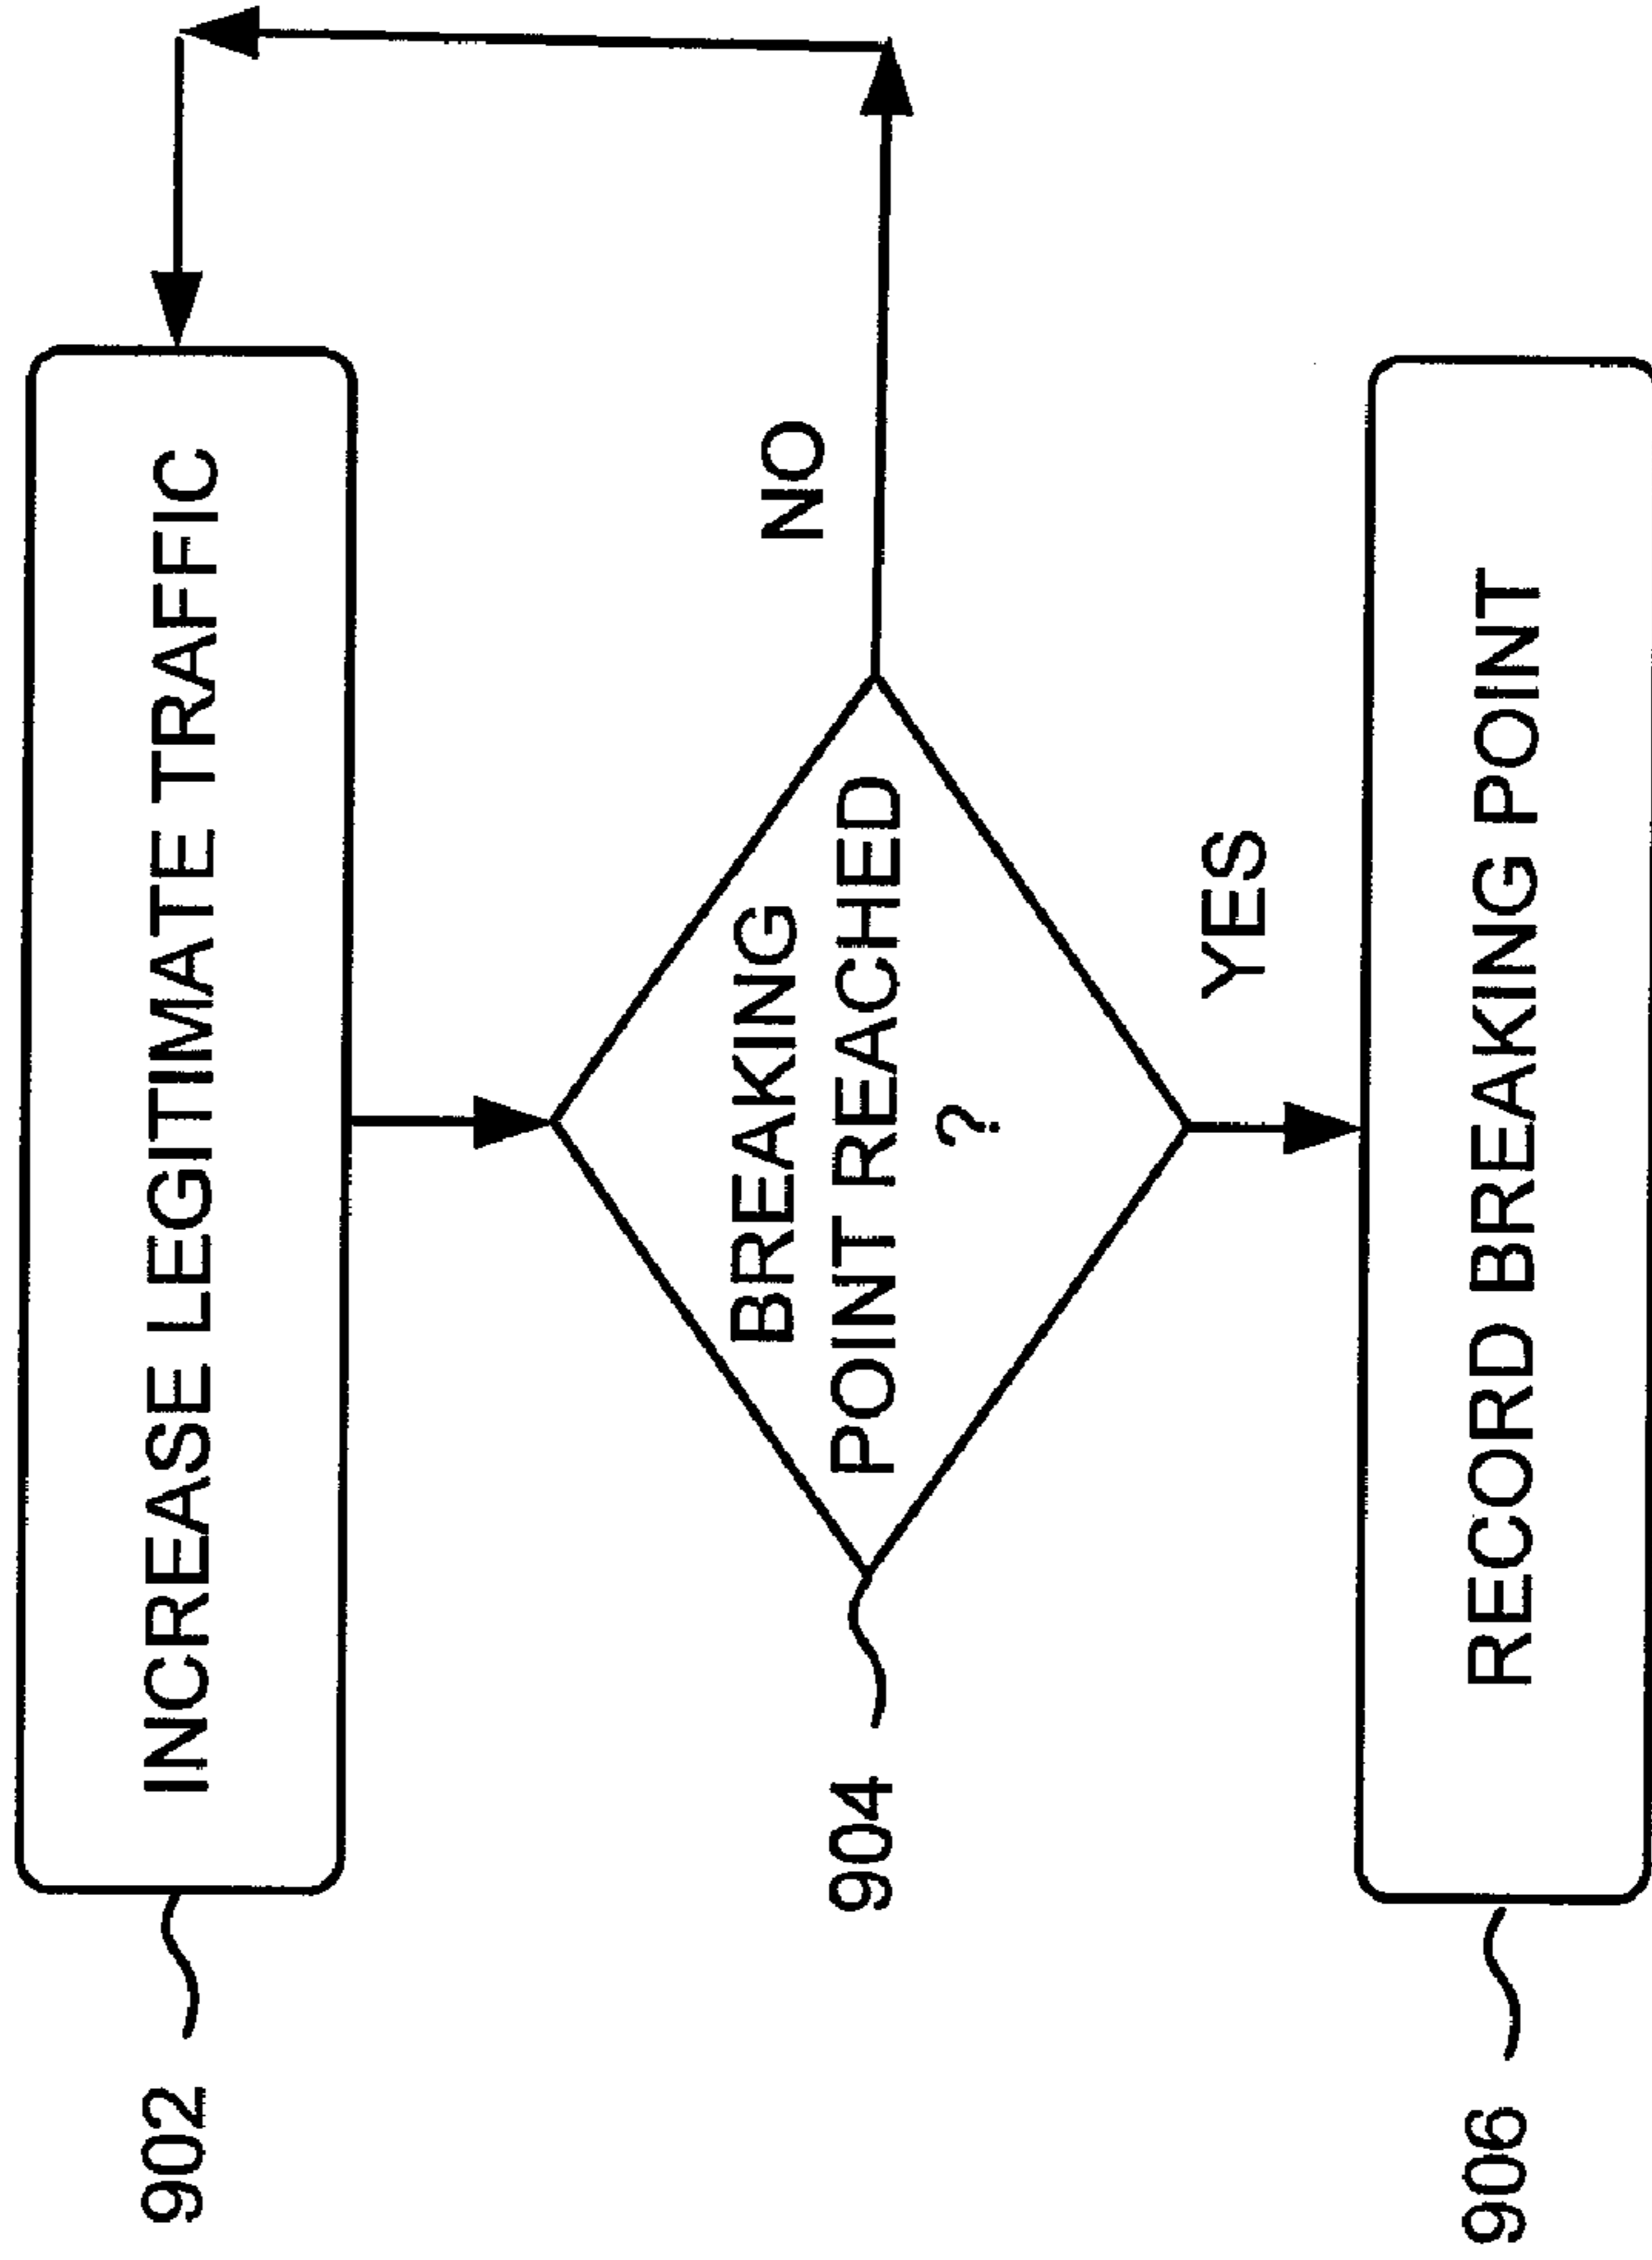 902
INCREASE LEGITIMATE TRAFFIC
904
BREAKING
POINT REACHED
?
NO
YES
906
RECORD BREAKING POINT